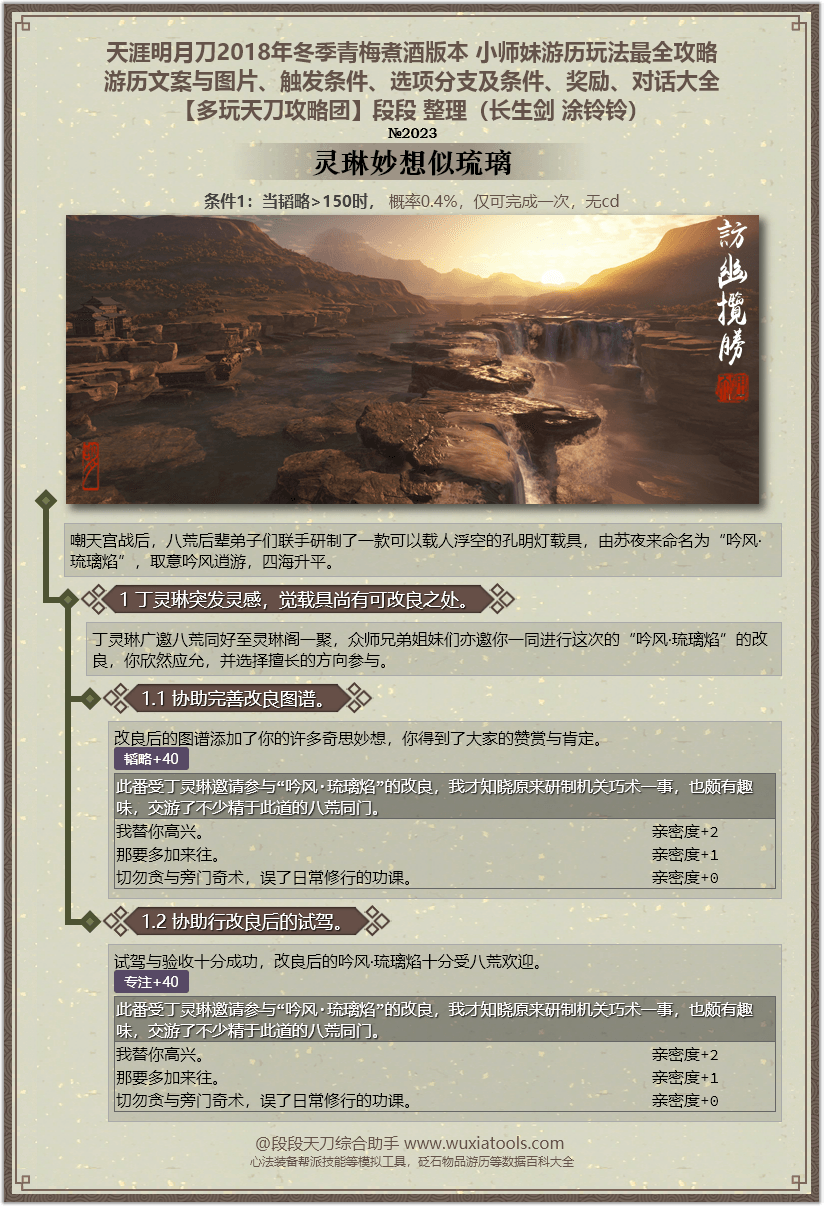 天涯明月刀2018年冬季青梅煮酒版本 小师妹游历玩法最全攻略
游历文案与图片、触发条件、选项分支及条件、奖励、对话大全
【多玩天刀攻略团】段段 整理（长生剑 涂铃铃）
№2023
灵琳妙想似琉璃
条件1：当韬略>150时， 概率0.4%，仅可完成一次，无cd
訪幽攬勝
嘲天宫战后，八荒后辈弟子们联手研制了一款可以载人浮空的孔明灯载具，由苏夜来命名为“吟风·
琉璃焰”，取意吟风逍游，四海升平。
1 丁灵琳突发灵感，觉载具尚有可改良之处。
丁灵琳广邀八荒同好至灵琳阁一聚，众师兄弟姐妹们亦邀你一同进行这次的“吟风·琉璃焰”的改
良，你欣然应允，并选择擅长的方向参与。
1.1 协助完善改良图谱。
改良后的图谱添加了你的许多奇思妙想，你得到了大家的赞赏与肯定。
韬略+40
此番受丁灵琳邀请参与“吟风·琉璃焰”的改良，我才知晓原来研制机关巧术一事，也颇有趣
味，交游了不少精于此道的八荒同门。
我替你高兴。 亲密度+2
那要多加来往。 亲密度+1
切勿贪与旁门奇术，误了日常修行的功课。 亲密度+0
1.2 协助行改良后的试驾。
试驾与验收十分成功，改良后的吟风·琉璃焰十分受八荒欢迎。
专注+40
此番受丁灵琳邀请参与“吟风·琉璃焰”的改良，我才知晓原来研制机关巧术一事，也颇有趣
味，交游了不少精于此道的八荒同门。
我替你高兴。 亲密度+2
那要多加来往。 亲密度+1
切勿贪与旁门奇术，误了日常修行的功课。 亲密度+0
@段段天刀综合助手 www.wuxiatools.com
心法装备帮派技能等模拟工具，砭石物品游历等数据百科大全